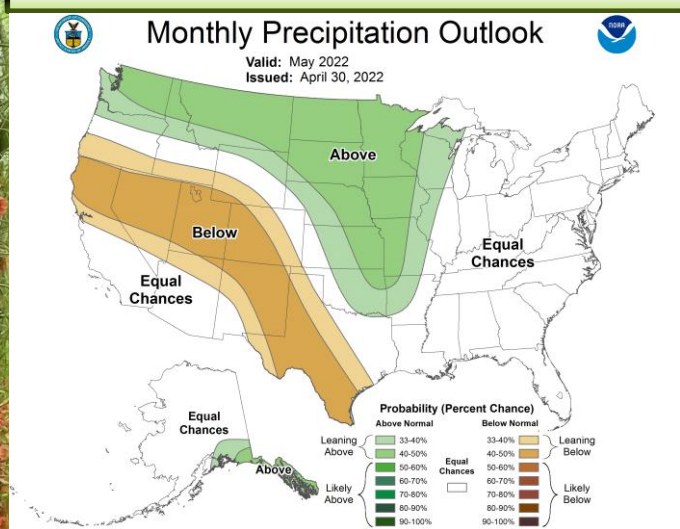 Monthly Precipitation Outlook
NOAA
Valid: May 2022
Issued: April 30, 2022
Above
Below
Equal
Chances
Equal
Chances
Equal
Chances
Above
Probability (Percent Chance)
Above Normal Below Normal
Leaning
Above
33-40%
40-50%
Likely
Above
50-60%
60-70%
70-80%
80-90%
90-100%
Equal
Chances
33-40%
40-50%
Leaning
Below
50-60%
60-70%
70-80%
80-90%
90-100%
Likely
Below